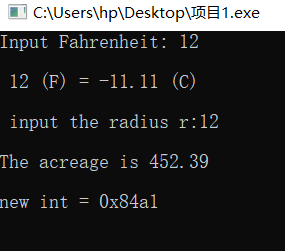 C:\Users\hp\Desktop\项目1.exe
Input Fahrenheit: 12
12 (F) = -11.11 (C)
input the radius r:12
The acreage is 452.39
new int = 0x84a1